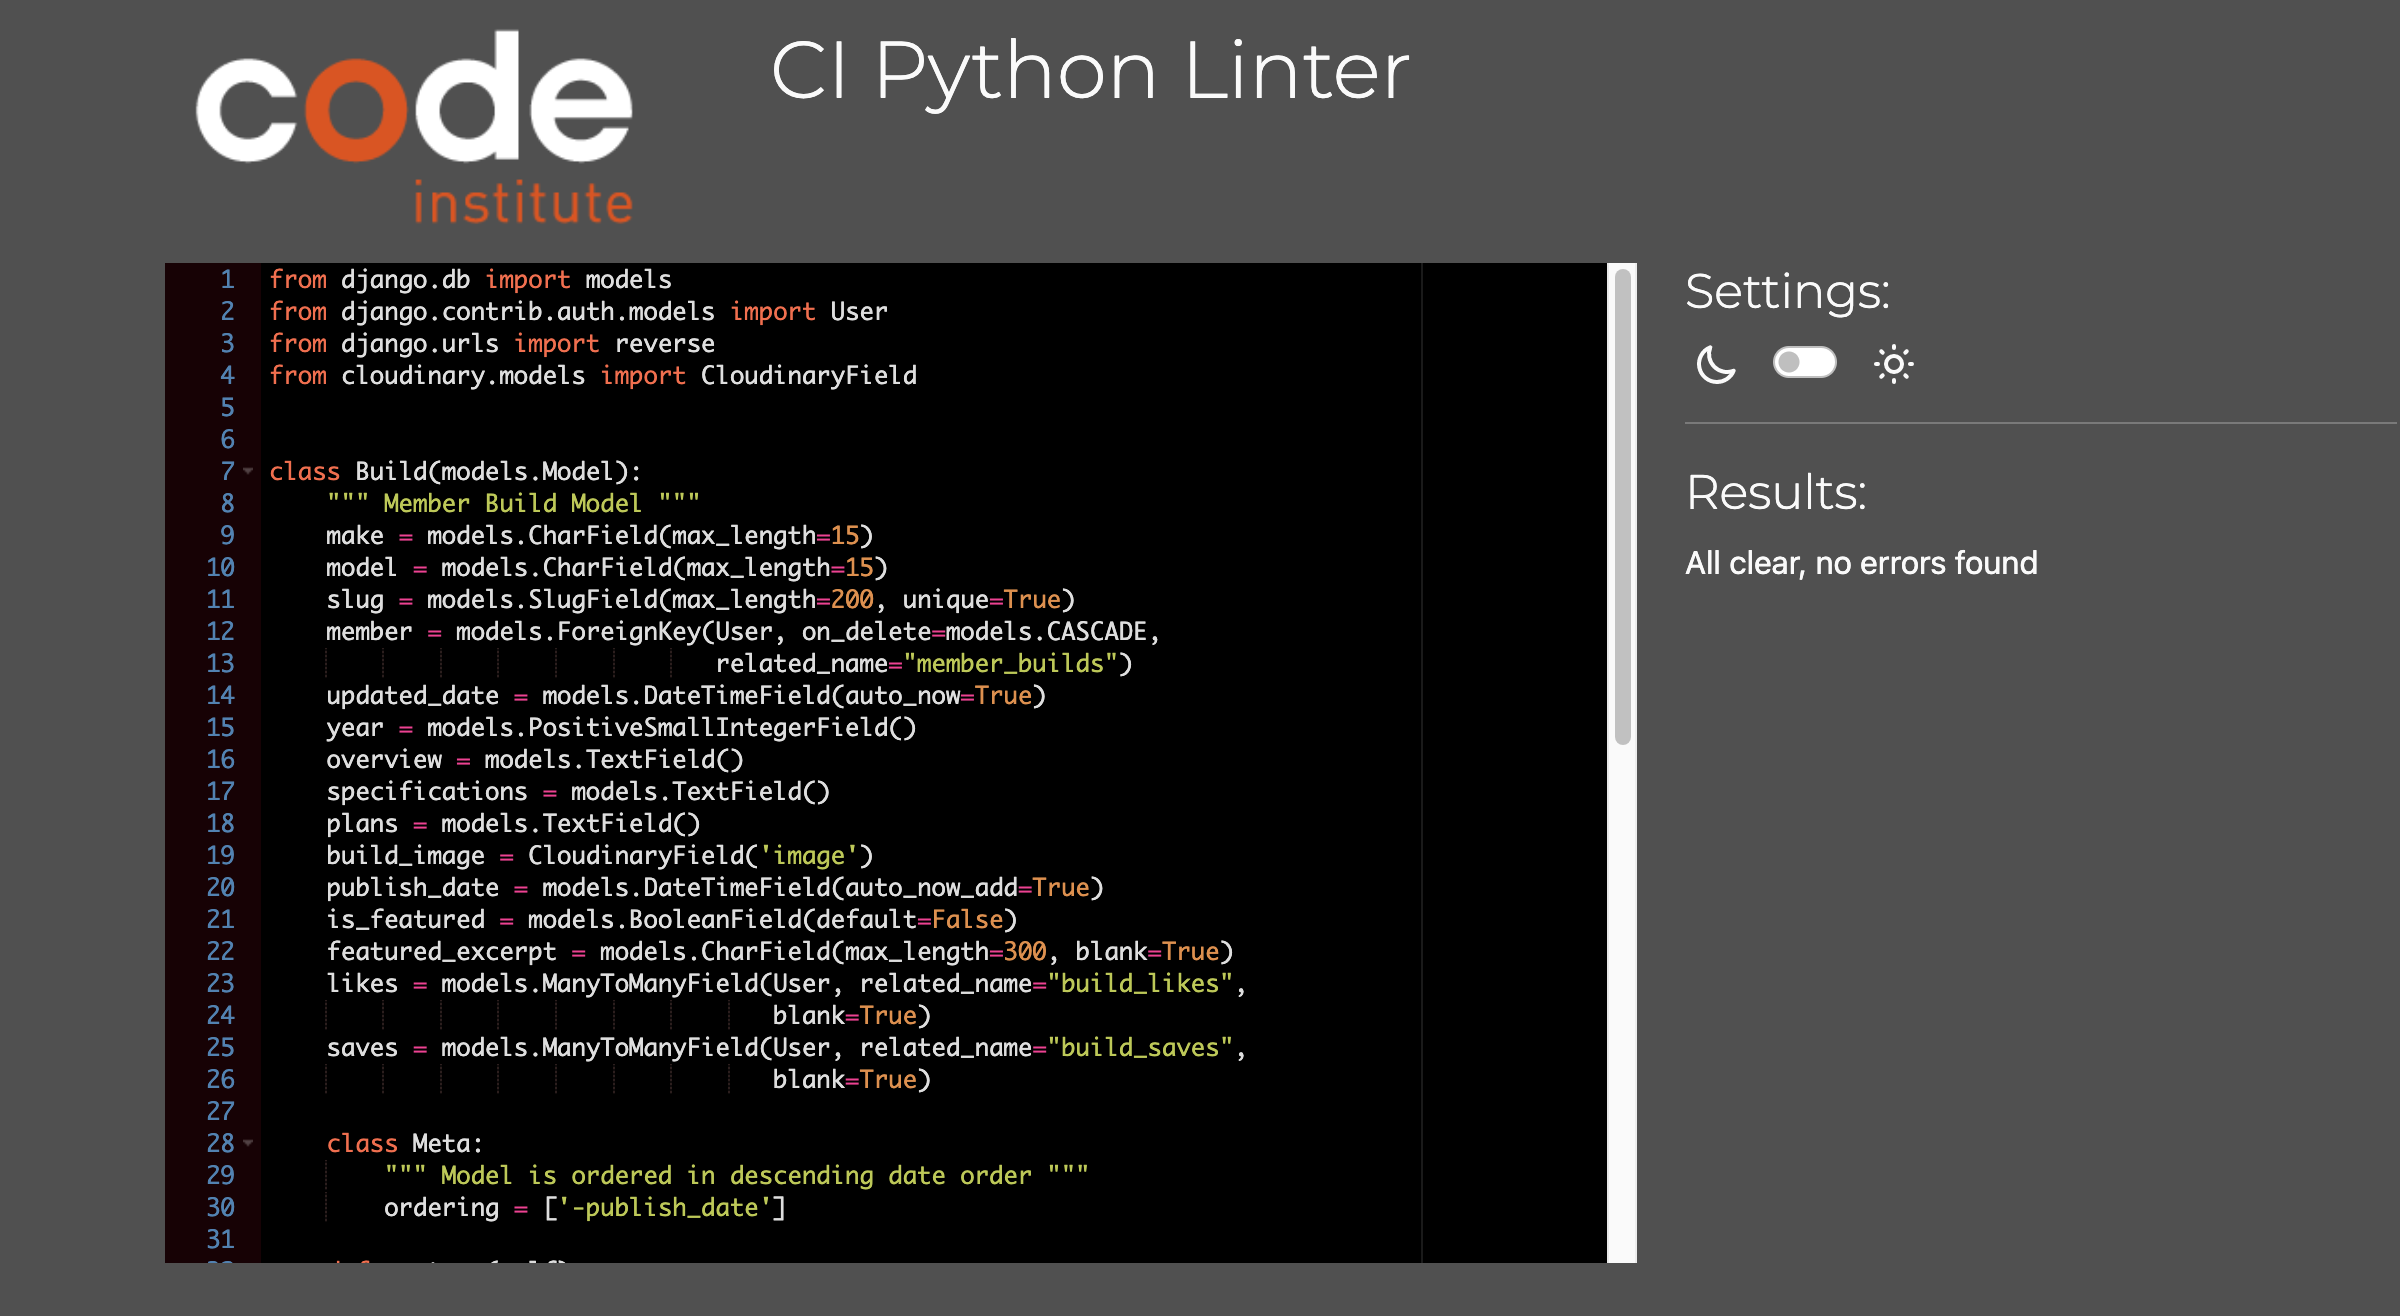 code
institute
CI Python Linter
1 from django.db import models
2 from django.contrib.auth.models import User
3 from django.urls import reverse
4 from cloudinary.models import CloudinaryField
5
6
7 class Build(models.Model):
8     """ Member Build Model """
9     make = models.CharField(max_length=15)
10     model = models.CharField(max_length=15)
11     slug = models.SlugField(max_length=200, unique=True)
12     member = models.ForeignKey(User, on_delete=models.CASCADE,
13                                related_name="member_builds")
14     updated_date = models.DateTimeField(auto_now=True)
15     year = models.PositiveSmallIntegerField()
16     overview = models.TextField()
17     specifications = models.TextField()
18     plans = models.TextField()
19     build_image = CloudinaryField('image')
20     publish_date = models.DateTimeField(auto_now_add=True)
21     is_featured = models.BooleanField(default=False)
22     featured_excerpt = models.CharField(max_length=300, blank=True)
23     likes = models.ManyToManyField(User, related_name="build_likes",
24                                    blank=True)
25     saves = models.ManyToManyField(User, related_name="build_saves",
26                                    blank=True)
27
28     class Meta:
29         """ Model is ordered in descending date order """
30         ordering = ['-publish_date']
31
Settings:
Results:
All clear, no errors found